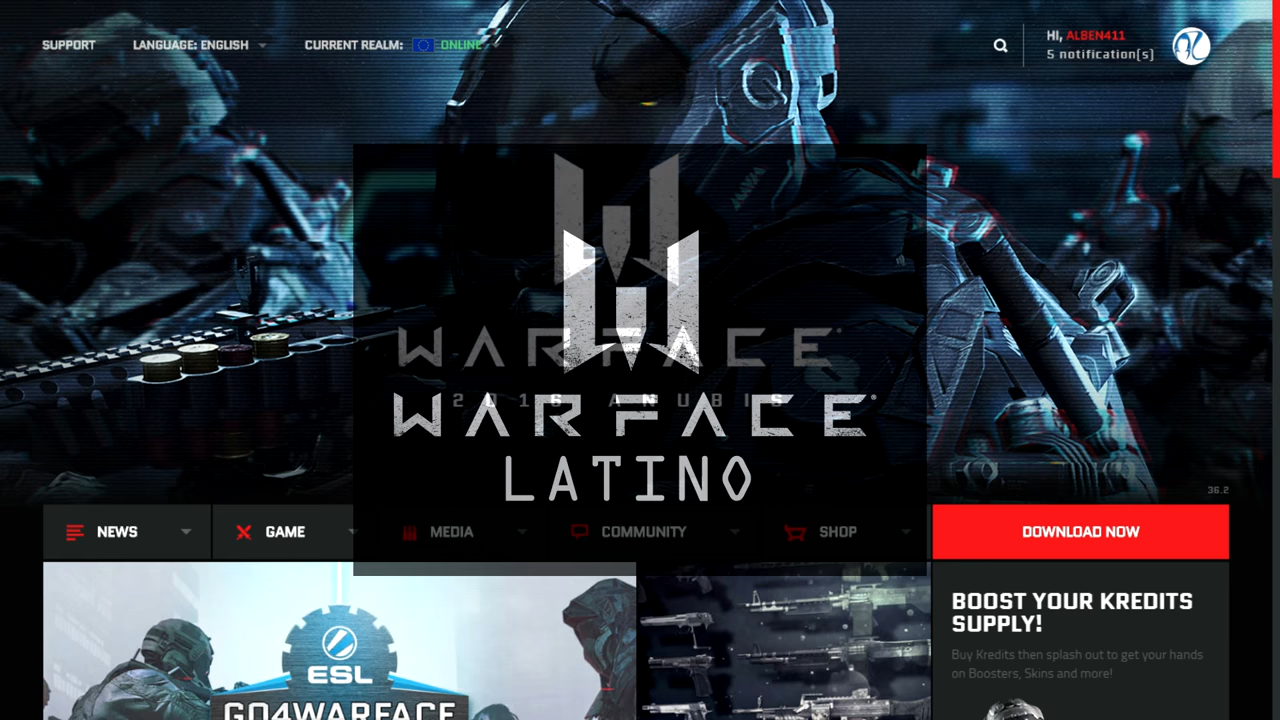 SUPPORT
LANGUAGE: ENGLISH
CURRENT REALM: ONLINE
HI, ALBEN411
5 notification[s]
WARFACE
2016 ANUBIS
WARFACE
LATINO
36.2
NEWS
GAME
MEDIA
COMMUNITY
SHOP
DOWNLOAD NOW
BOOST YOUR KREDITS
SUPPLY!
Buy Kredits then splash out to get your hands
on Boosters, Skins and more!
ESL
GO4WARFACE